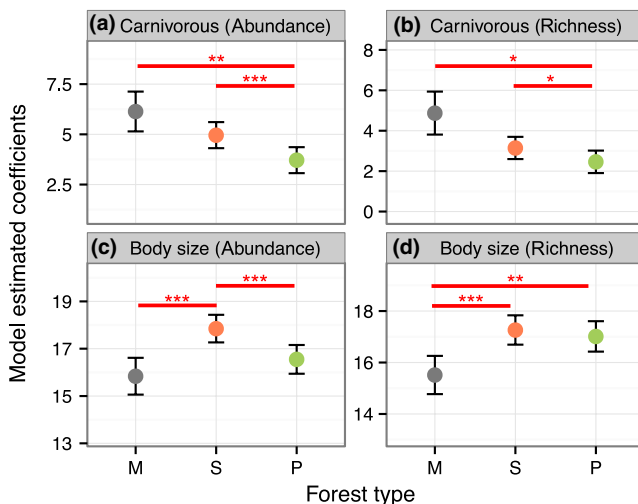 (a) Carnivorous (Abundance)
(b) Carnivorous (Richness)
7.5
5
2.5
**
***
8
6
4
2
0
*
*
(c) Body size (Abundance)
(d) Body size (Richness)
19
17
15
13
***
***
18
16
14
**
***
M S P
M S P
Forest type
Model estimated coefficients